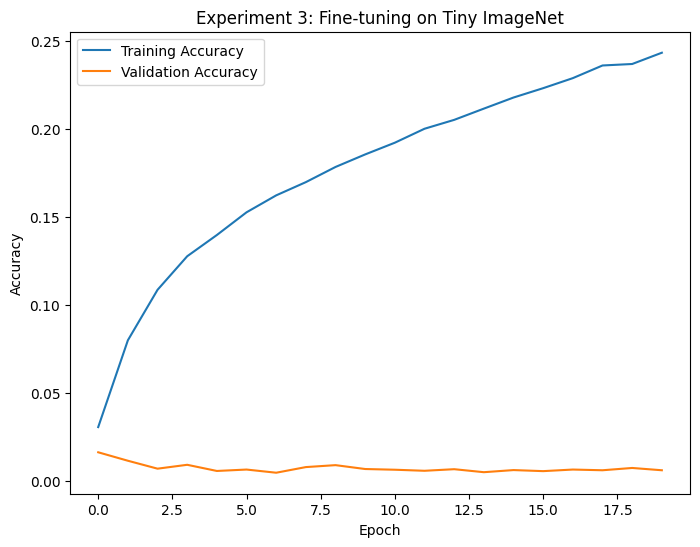 Experiment 3: Fine-tuning on Tiny ImageNet
Training Accuracy
Validation Accuracy
Accuracy
0.25
0.20
0.15
0.10
0.05
0.00
0.0 2.5 5.0 7.5 10.0 12.5 15.0 17.5
Epoch